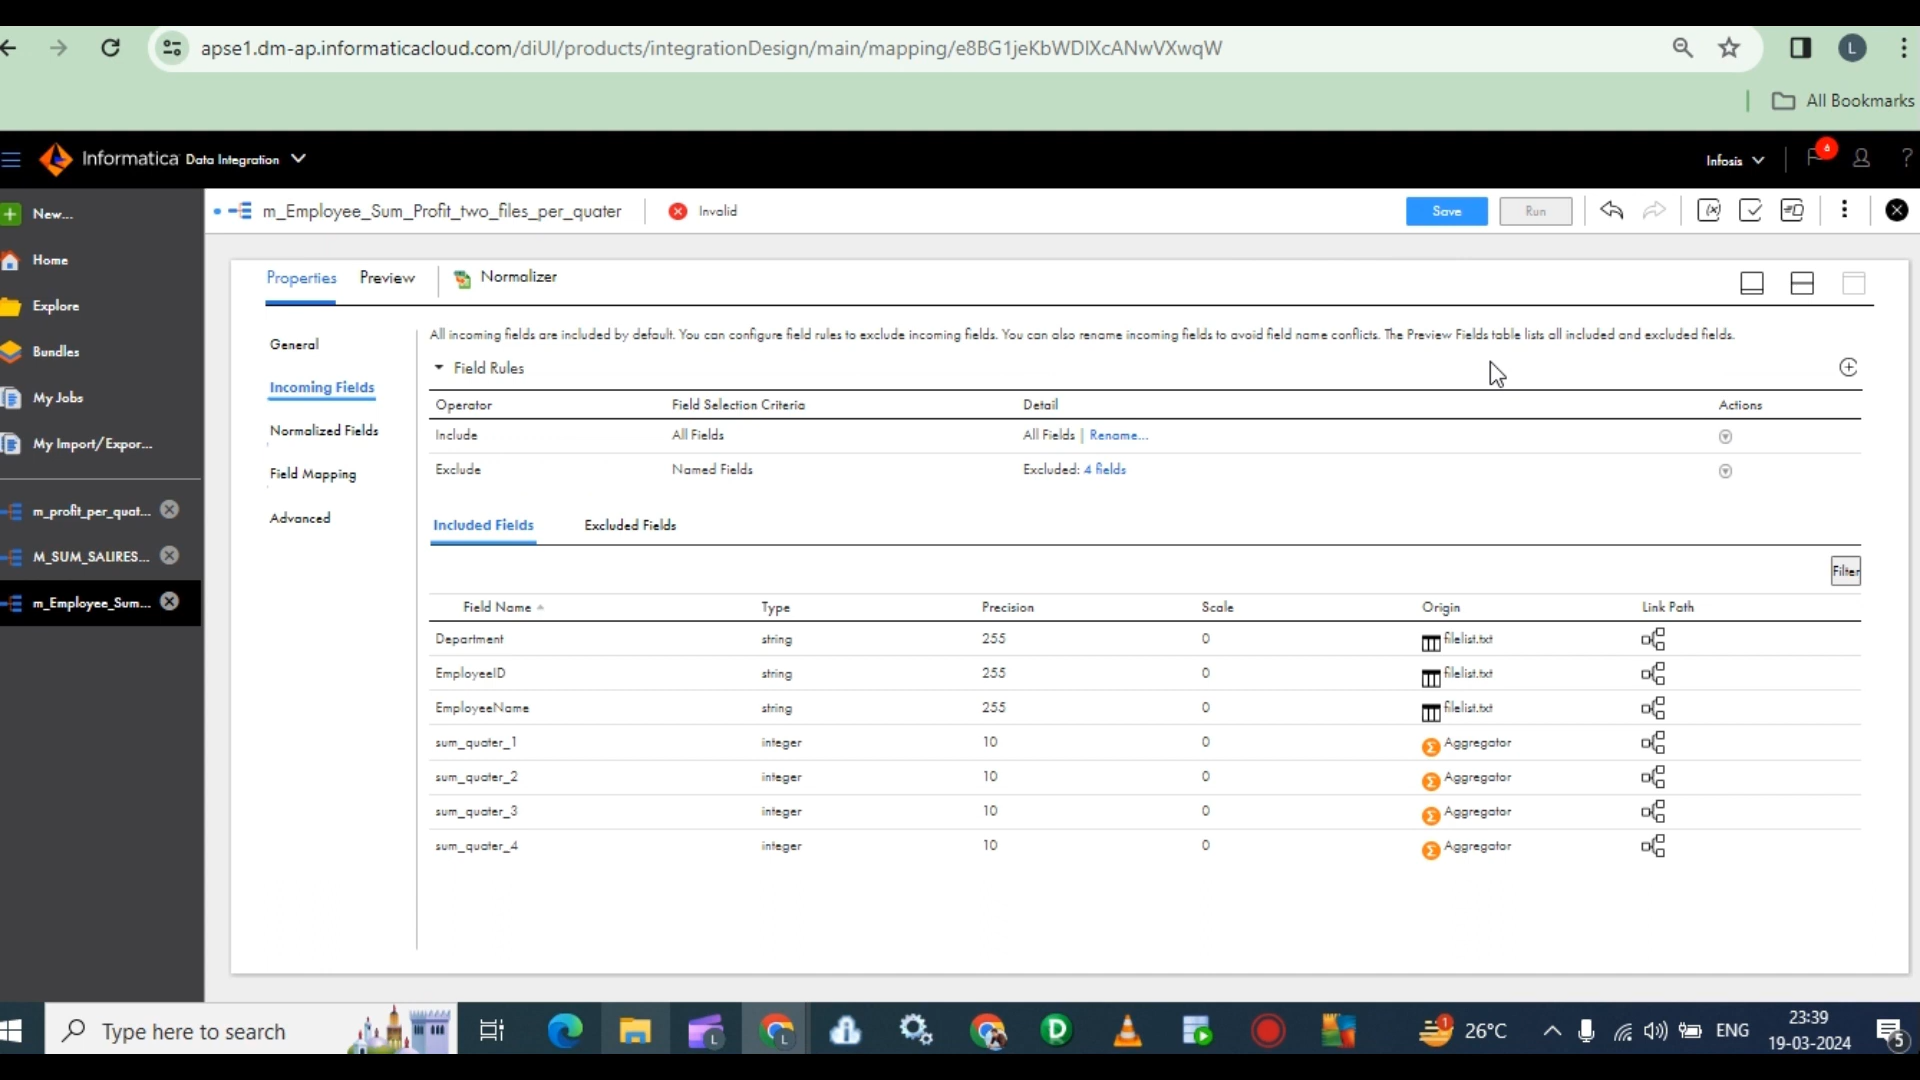 apse1.dm-ap.informaticacloud.com/diUI/products/integrationDesign/main/mapping/e8BG1jeKbWDIXcANwVXwqW
L
All Bookmarks
Informatica Data Integration
Infosis
6
?
New...
Home
Explore
Bundles
My Jobs
My Import/Expor...
m_profit_per_quat...
M_SUM_SALIRES...
m_Employee_Sum...
m_Employee_Sum_Profit_two_files_per_quater
Invalid
Save
Run
Properties
Preview
Normalizer
General
Incoming Fields
Normalized Fields
Field Mapping
Advanced
All incoming fields are included by default. You can configure field rules to exclude incoming fields. You can also rename incoming fields to avoid field name conflicts. The Preview Fields table lists all included and excluded fields.
Field Rules
Operator Field Selection Criteria Detail Actions
Include All Fields All Fields | Rename...
Exclude Named Fields Excluded: 4 fields
Included Fields Excluded Fields
Filter
Field Name Type Precision Scale Origin Link Path
Department string 255 0 filelist.txt
EmployeeID string 255 0 filelist.txt
EmployeeName string 255 0 filelist.txt
sum_quater_1 integer 10 0 Aggregator
sum_quater_2 integer 10 0 Aggregator
sum_quater_3 integer 10 0 Aggregator
sum_quater_4 integer 10 0 Aggregator
Type here to search
26°C
ENG
23:39
19-03-2024
5